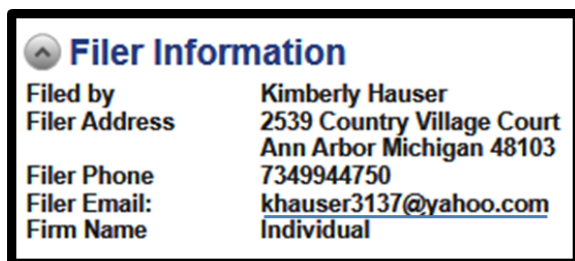 Filer Information
Filed by Kimberly Hauser
Filer Address 2539 Country Village Court
Ann Arbor Michigan 48103
Filer Phone 7349944750
Filer Email: khauser3137@yahoo.com
Firm Name Individual